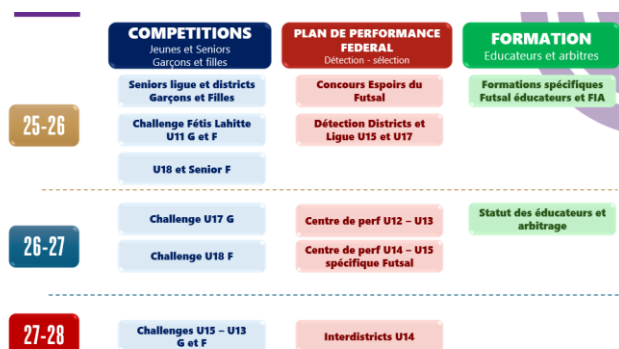 COMPETITIONS
Jeunes et Seniors
Garçons et filles
PLAN DE PERFORMANCE
FEDERAL
Détection - sélection
FORMATION
Educateurs et arbitres
25-26
Seniors ligue et districts
Garçons et Filles
Concours Espoirs du
Futsal
Formations spécifiques
Futsal éducateurs et FIA
Challenge Fétis Lahitte
U11 G et F
Détection Districts et
Ligue U15 et U17
U18 et Senior F
26-27
Challenge U17 G
Centre de perf U12 – U13
Statut des éducateurs et
arbitrage
Challenge U18 F
Centre de perf U14 – U15
spécifique Futsal
27-28
Challenges U15 – U13
G et F
Interdistricts U14